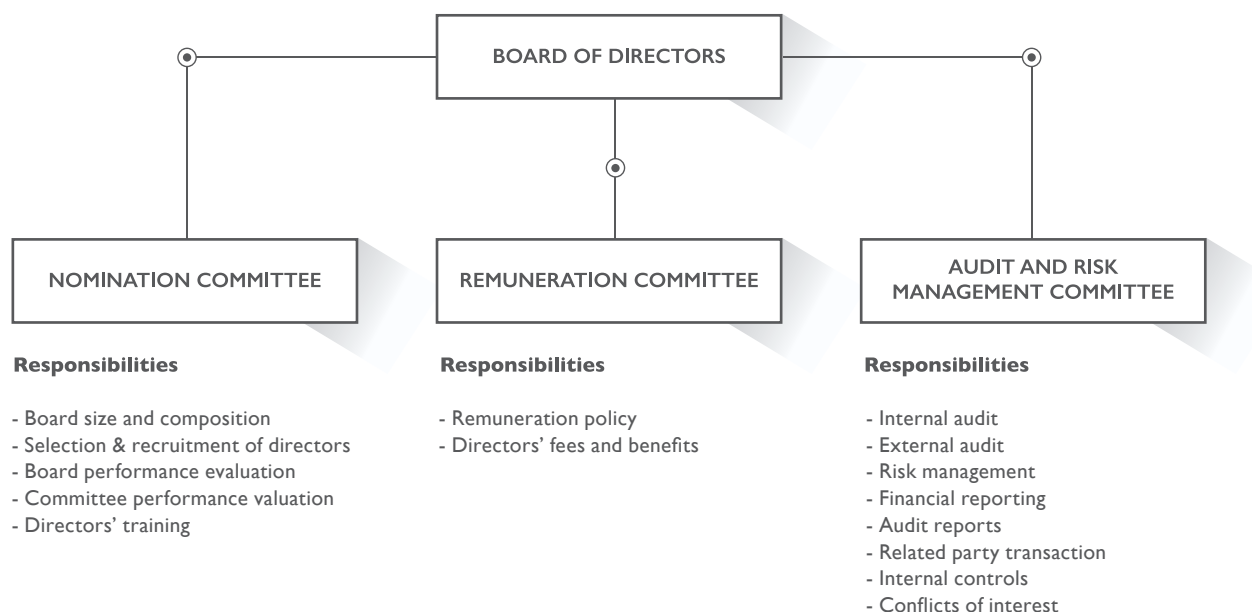 BOARD OF DIRECTORS
NOMINATION COMMITTEE
Responsibilities
- Board size and composition
- Selection & recruitment of directors
- Board performance evaluation
- Committee performance valuation
- Directors’ training
REMUNERATION COMMITTEE
Responsibilities
- Remuneration policy
- Directors’ fees and benefits
AUDIT AND RISK
MANAGEMENT COMMITTEE
Responsibilities
- Internal audit
- External audit
- Risk management
- Financial reporting
- Audit reports
- Related party transaction
- Internal controls
- Conflicts of interest